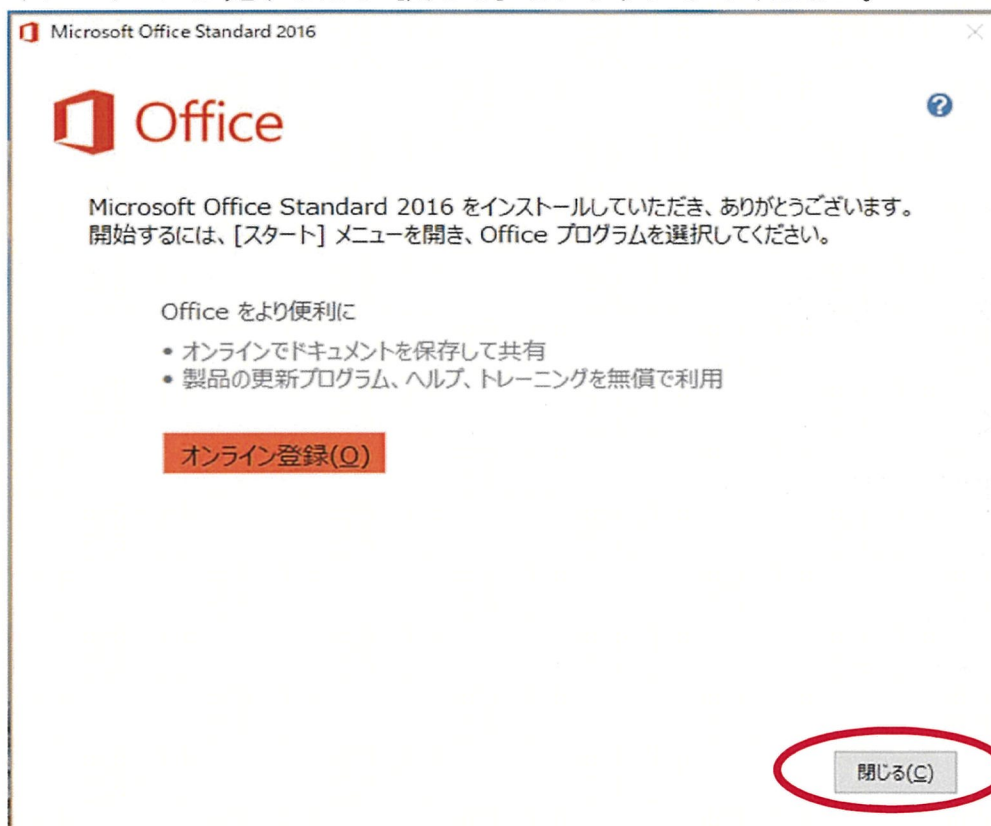 Microsoft Office Standard 2016
Office
?
Microsoft Office Standard 2016 をインストールしていただき、ありがとうございます。
開始するには、[スタート] メニューを開き、Office プログラムを選択してください。
Office をより便利に
• オンラインでドキュメントを保存して共有
• 製品の更新プログラム、ヘルプ、トレーニングを無償で利用
オンライン登録(O)
閉じる(C)